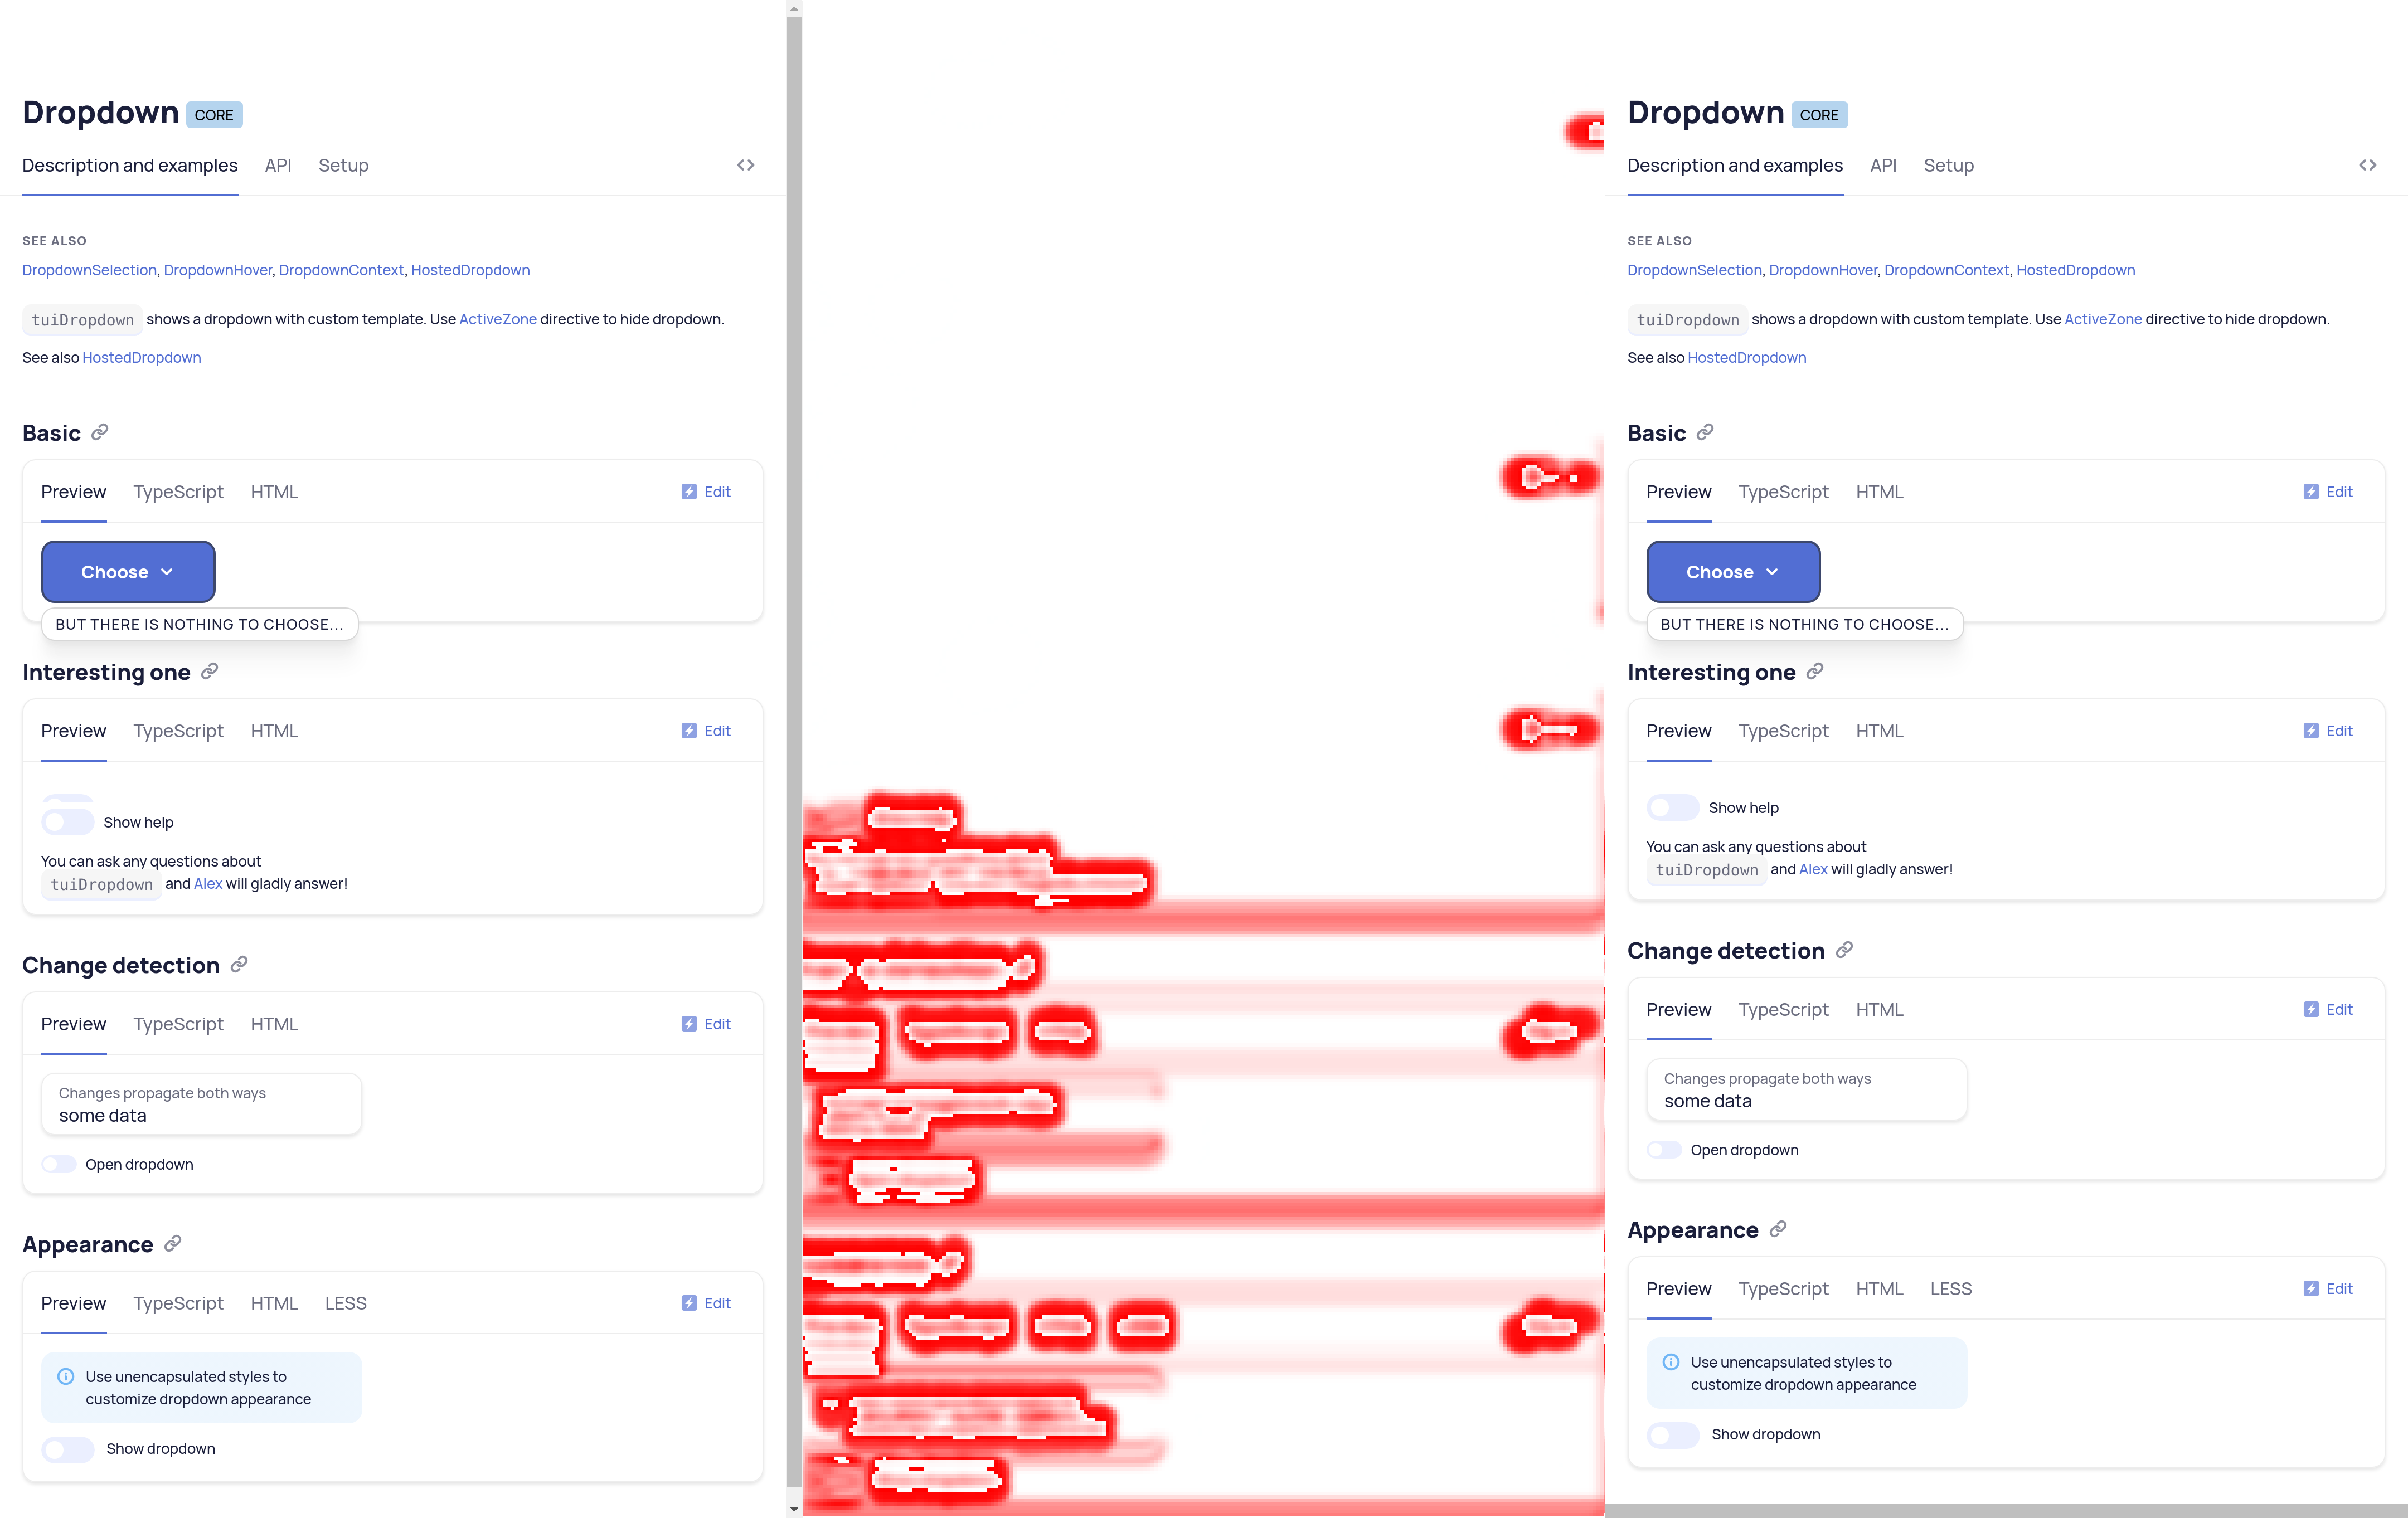 Dropdown CORE
Description and examples API Setup
SEE ALSO
DropdownSelection, DropdownHover, DropdownContext, HostedDropdown
tuiDropdown shows a dropdown with custom template. Use ActiveZone directive to hide dropdown.
See also HostedDropdown
Basic
Preview TypeScript HTML Edit
Choose
BUT THERE IS NOTHING TO CHOOSE...
Interesting one
Preview TypeScript HTML Edit
Show help
You can ask any questions about
tuiDropdown and Alex will gladly answer!
Change detection
Preview TypeScript HTML Edit
Changes propagate both ways
some data
Open dropdown
Appearance
Preview TypeScript HTML LESS Edit
Use unencapsulated styles to
customize dropdown appearance
Show dropdown
Dropdown CORE
Description and examples API Setup
SEE ALSO
DropdownSelection, DropdownHover, DropdownContext, HostedDropdown
tuiDropdown shows a dropdown with custom template. Use ActiveZone directive to hide dropdown.
See also HostedDropdown
Basic
Preview TypeScript HTML Edit
Choose
BUT THERE IS NOTHING TO CHOOSE...
Interesting one
Preview TypeScript HTML Edit
Show help
You can ask any questions about
tuiDropdown and Alex will gladly answer!
Change detection
Preview TypeScript HTML Edit
Changes propagate both ways
some data
Open dropdown
Appearance
Preview TypeScript HTML LESS Edit
Use unencapsulated styles to
customize dropdown appearance
Show dropdown